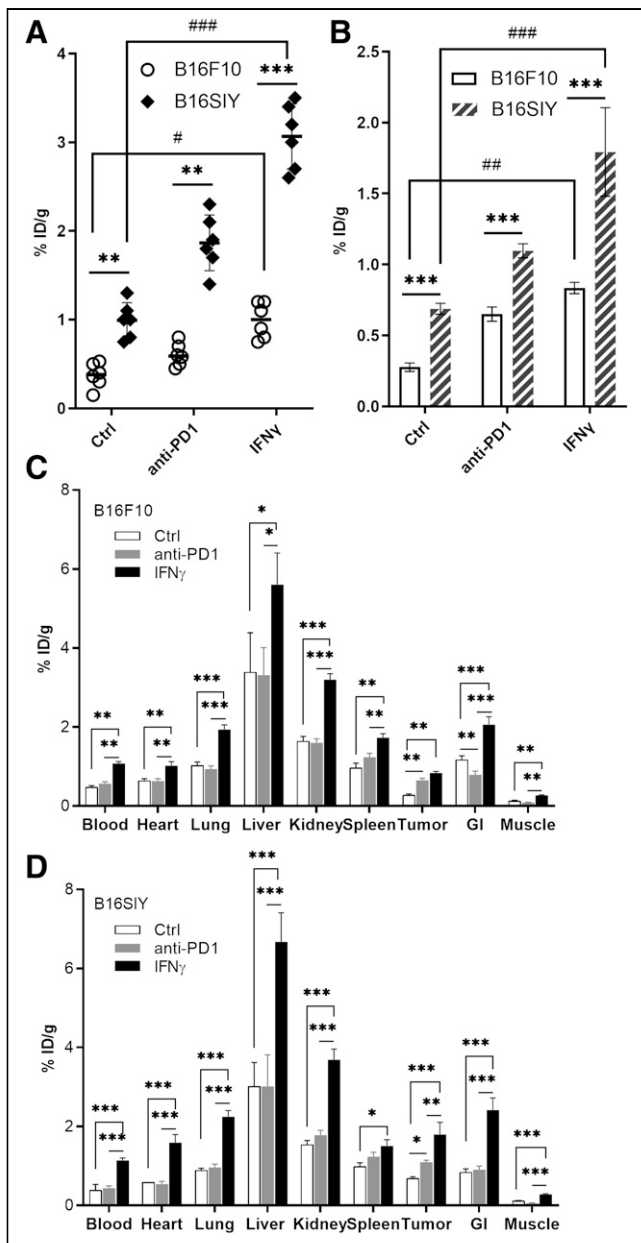 A
###
B16F10
B16SIY
***
#
**
**
% ID/g
4
3
2
1
0
Ctrl
anti-PD1
IFNγ
B
###
B16F10
B16SIY
***
##
***
***
% ID/g
2.5
2.0
1.5
1.0
0.5
0.0
Ctrl
anti-PD1
IFNγ
C
B16F10
Ctrl
anti-PD1
IFNγ
% ID/g
8
6
4
2
0
**
**
**
**
***
***
*
*
***
***
**
**
**
**
***
***
**
**
**
Blood Heart Lung Liver Kidney Spleen Tumor GI Muscle
D
B16SIY
Ctrl
anti-PD1
IFNγ
% ID/g
8
6
4
2
0
***
***
***
***
***
***
***
***
***
***
*
***
**
*
***
***
***
***
Blood Heart Lung Liver Kidney Spleen Tumor GI Muscle